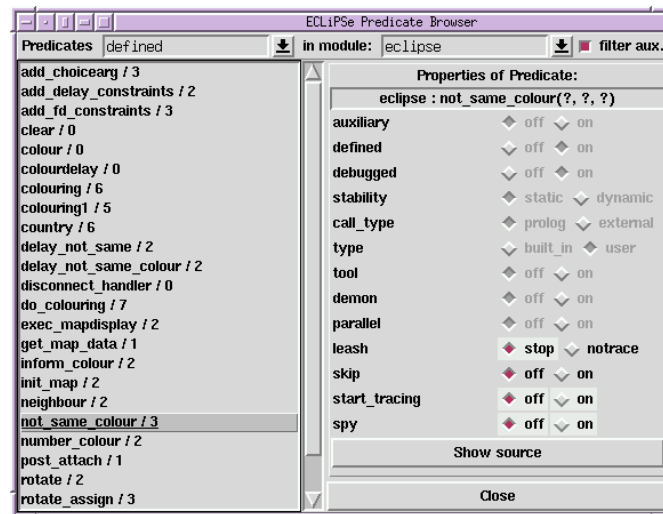 ECLiPSe Predicate Browser
Predicates defined in module: eclipse filter aux.
add_choicearg / 3
add_delay_constraints / 2
add_fd_constraints / 3
clear / 0
colour / 0
colourdelay / 0
colouring / 6
colouring1 / 5
country / 6
delay_not_same / 2
delay_not_same_colour / 2
disconnect_handler / 0
do_colouring / 7
exec_mapdisplay / 2
get_map_data / 1
inform_colour / 2
init_map / 2
neighbour / 2
not_same_colour / 3
number_colour / 2
post_attach / 1
rotate / 2
rotate_assign / 3
Properties of Predicate:
eclipse : not_same_colour(?, ?, ?)
auxiliary off on
defined off on
debugged off on
stability static dynamic
call_type prolog external
type built_in user
tool off on
demon off on
parallel off on
leash stop notrace
skip off on
start_tracing off on
spy off on
Show source
Close